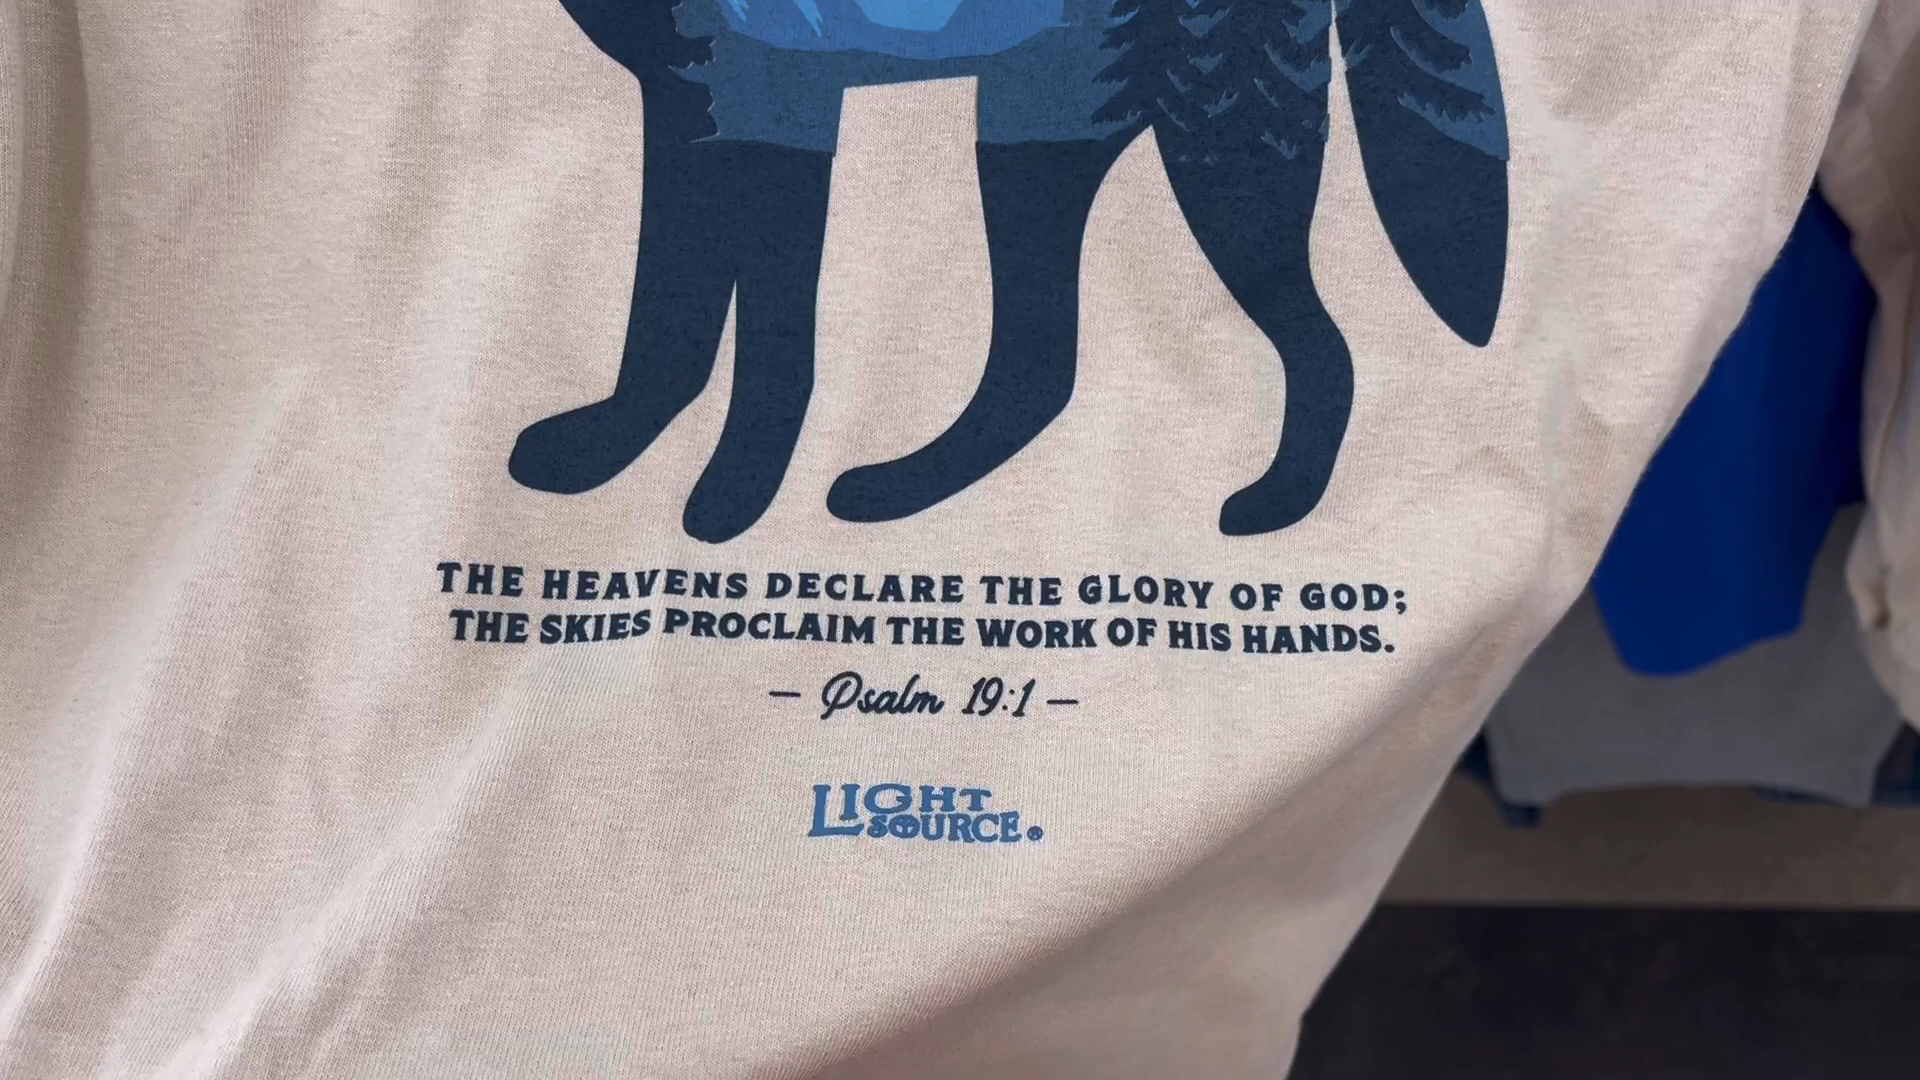 THE HEAVENS DECLARE THE GLORY OF GOD;
THE SKIES PROCLAIM THE WORK OF HIS HANDS.
— Psalm 19:1 —
LIGHT
SOURCE®